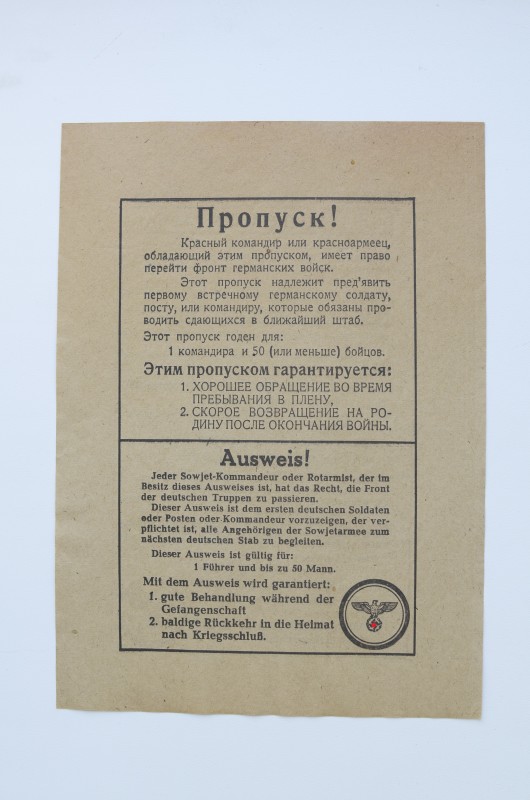 Пропуск!
Красный командир или красноармеец,
обладающий этим пропуском, имеет право
перейти фронт германских войск.
Этот пропуск надлежит пред'явить
первому встречному германскому солдату,
посту, или командиру, которые обязаны про-
водить сдающихся в ближайший штаб.
Этот пропуск годен для:
1 командира и 50 (или меньше) бойцов.
Этим пропуском гарантируется:
1. ХОРОШЕЕ ОБРАЩЕНИЕ ВО ВРЕМЯ
ПРЕБЫВАНИЯ В ПЛЕНУ,
2. СКОРОЕ ВОЗВРАЩЕНИЕ НА РО-
ДИНУ ПОСЛЕ ОКОНЧАНИЯ ВОЙНЫ.
Ausweis!
Jeder Sowjet-Kommandeur oder Rotarmist, der im
Besitz dieses Ausweises ist, hat das Recht, die Front
der deutschen Truppen zu passieren.
Dieser Ausweis ist dem ersten deutschen Soldaten
oder Posten oder Kommandeur vorzuzeigen, der ver-
pflichtet ist, alle Angehörigen der Sowjetarmee zum
nächsten deutschen Stab zu begleiten.
Dieser Ausweis ist gültig für:
1 Führer und bis zu 50 Mann.
Mit dem Ausweis wird garantiert:
1. gute Behandlung während der
Gefangenschaft
2. baldige Rückkehr in die Heimat
nach Kriegsschluß.